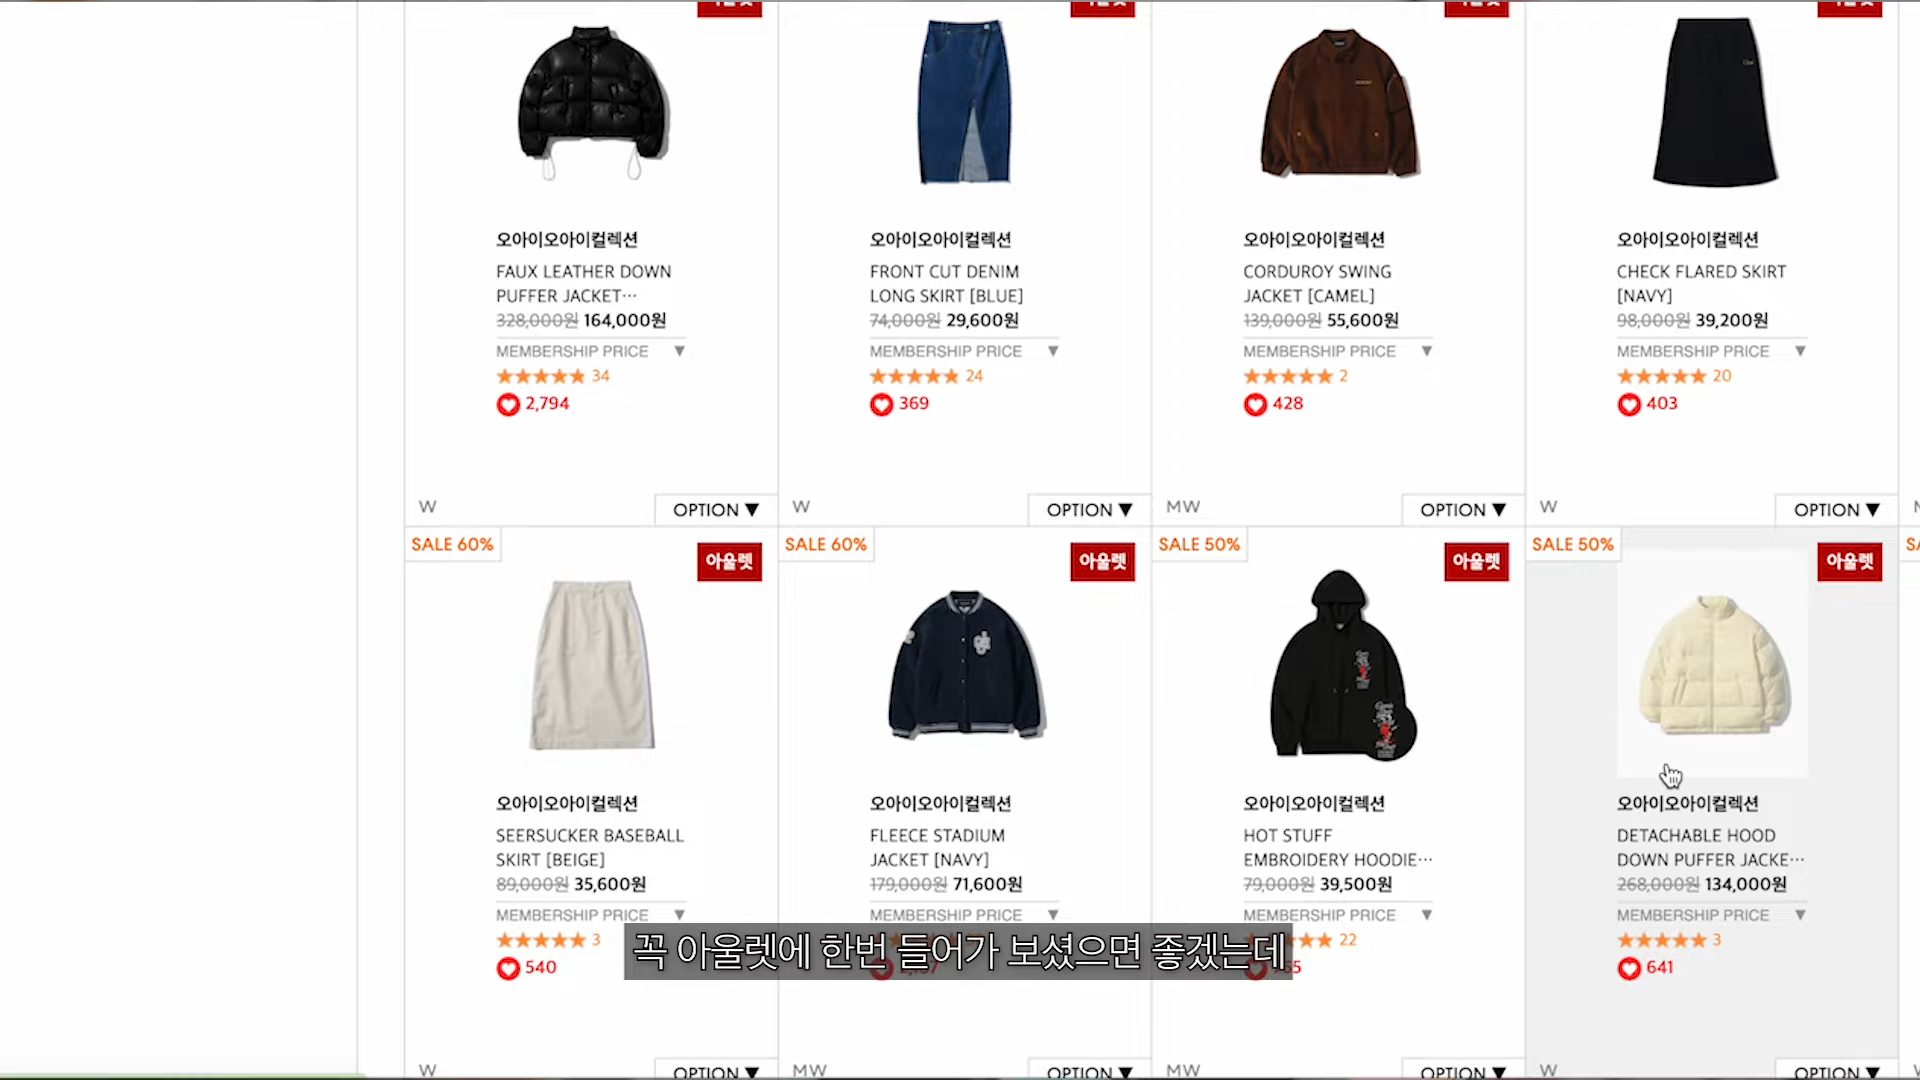 오아이오아이컬렉션
FAUX LEATHER DOWN
PUFFER JACKET…
328,000원 164,000원
MEMBERSHIP PRICE ▼
★★★★★ 34
2,794
W
OPTION ▼
오아이오아이컬렉션
FRONT CUT DENIM
LONG SKIRT [BLUE]
74,000원 29,600원
MEMBERSHIP PRICE ▼
★★★★★ 24
369
W
OPTION ▼
오아이오아이컬렉션
CORDUROY SWING
JACKET [CAMEL]
139,000원 55,600원
MEMBERSHIP PRICE ▼
★★★★★ 2
428
MW
OPTION ▼
오아이오아이컬렉션
CHECK FLARED SKIRT
[NAVY]
98,000원 39,200원
MEMBERSHIP PRICE ▼
★★★★★ 20
403
W
OPTION ▼
SALE 60%
아울렛
오아이오아이컬렉션
SEERSUCKER BASEBALL
SKIRT [BEIGE]
89,000원 35,600원
MEMBERSHIP PRICE ▼
★★★★★ 3
540
W
OPTION ▼
SALE 60%
아울렛
오아이오아이컬렉션
FLEECE STADIUM
JACKET [NAVY]
179,000원 71,600원
MEMBERSHIP PRICE ▼
MW
OPTION ▼
SALE 50%
아울렛
오아이오아이컬렉션
HOT STUFF
EMBROIDERY HOODIE…
79,000원 39,500원
MEMBERSHIP PRICE ▼
22
MW
OPTION ▼
SALE 50%
아울렛
오아이오아이컬렉션
DETACHABLE HOOD
DOWN PUFFER JACKE…
268,000원 134,000원
MEMBERSHIP PRICE ▼
★★★★★ 3
641
W
OPTION ▼
꼭 아울렛에 한번 들어가 보셨으면 좋겠는데